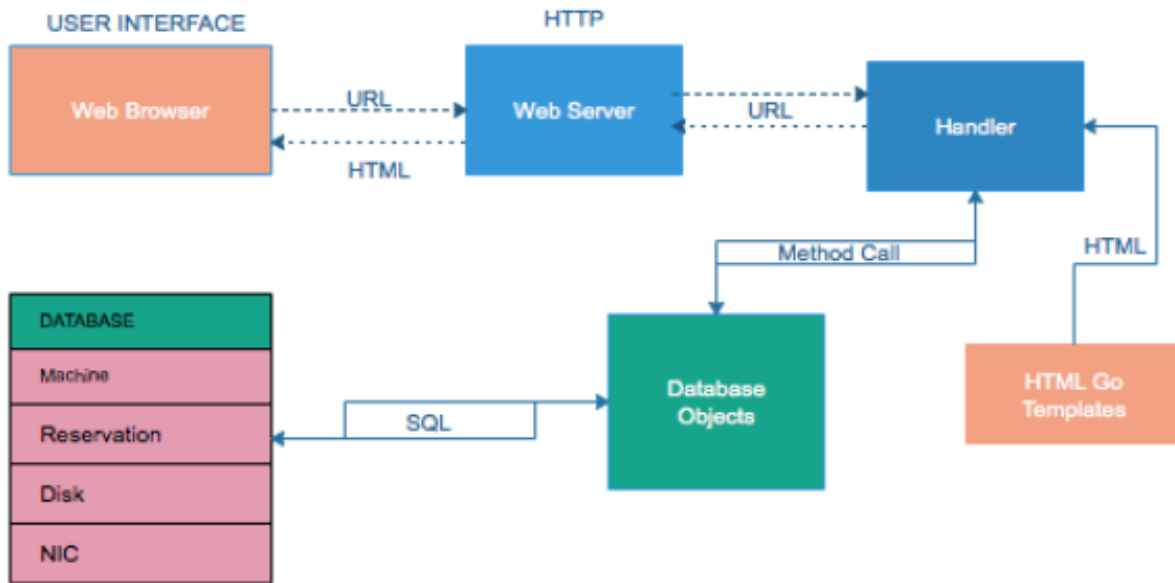 USER INTERFACE
HTTP
Web Browser
URL
HTML
Web Server
URL
Handler
Method Call
HTML
DATABASE
Machine
Reservation
Disk
NIC
SQL
Database
Objects
HTML Go
Templates